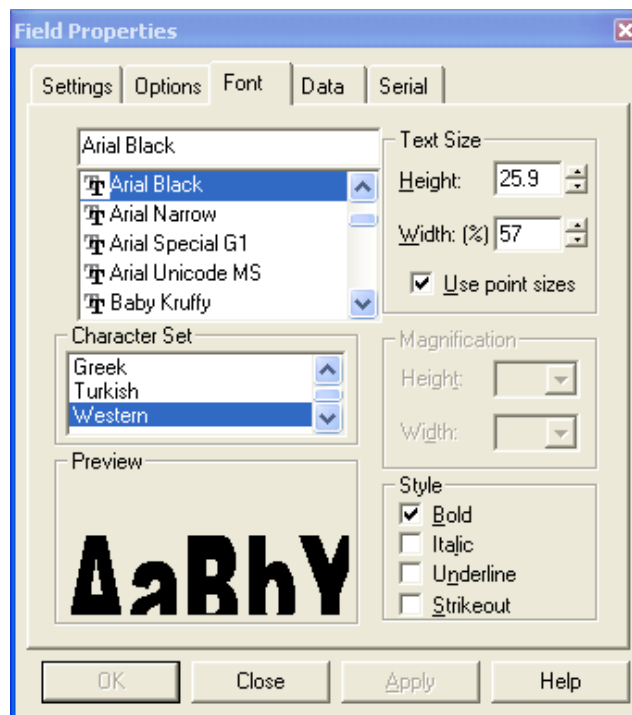 Field Properties
Settings Options Font Data Serial
Arial Black
Arial Black
Arial Narrow
Arial Special G1
Arial Unicode MS
Baby Kruffy
Text Size
Height: 25.9
Width: (%) 57
Use point sizes
Character Set
Greek
Turkish
Western
Magnification
Height:
Width:
Preview
AaBhY
Style
Bold
Italic
Underline
Strikeout
OK Close Apply Help